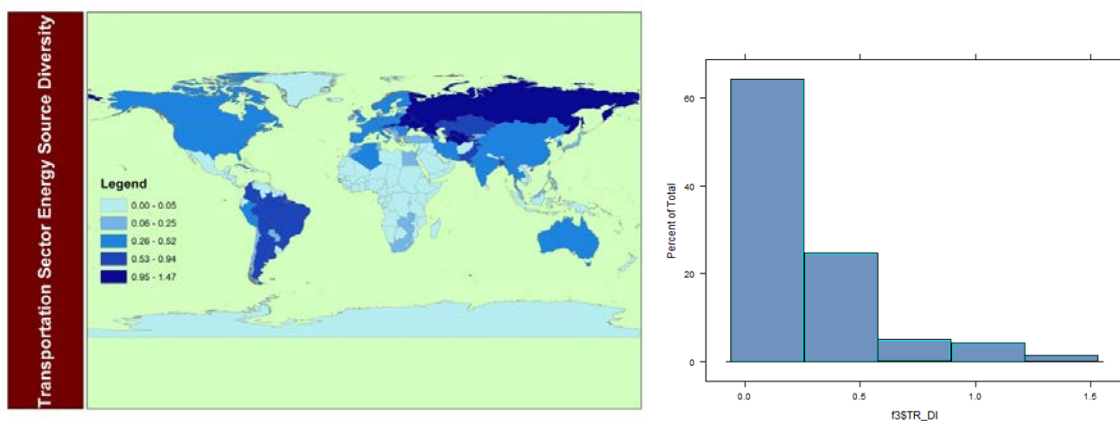 Transportation Sector Energy Source Diversity
Legend
0.00 - 0.05
0.06 - 0.25
0.26 - 0.52
0.53 - 0.94
0.95 - 1.47
Percent of Total
60
40
20
0
0.0 0.5 1.0 1.5
f3$TR_DI